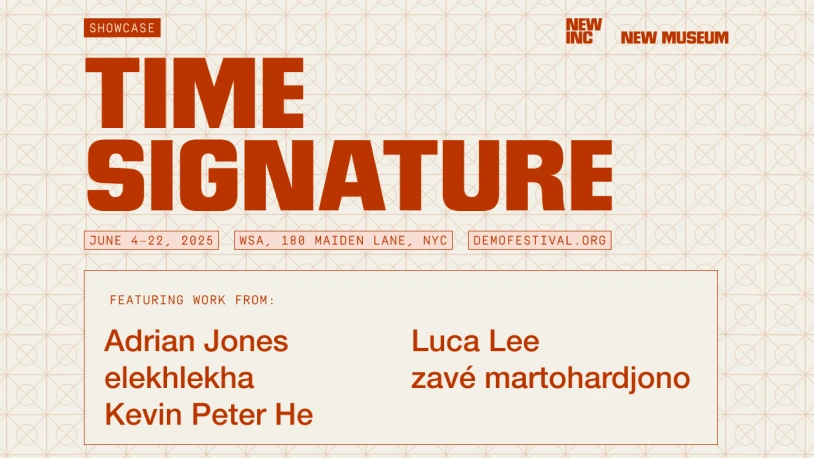 SHOWCASE
NEW INC
NEW MUSEUM
TIME
SIGNATURE
JUNE 4–22, 2025
WSA, 180 MAIDEN LANE, NYC
DEMOFESTIVAL.ORG
FEATURING WORK FROM:
Adrian Jones
elekhlekha
Kevin Peter He
Luca Lee
zavé martohardjono